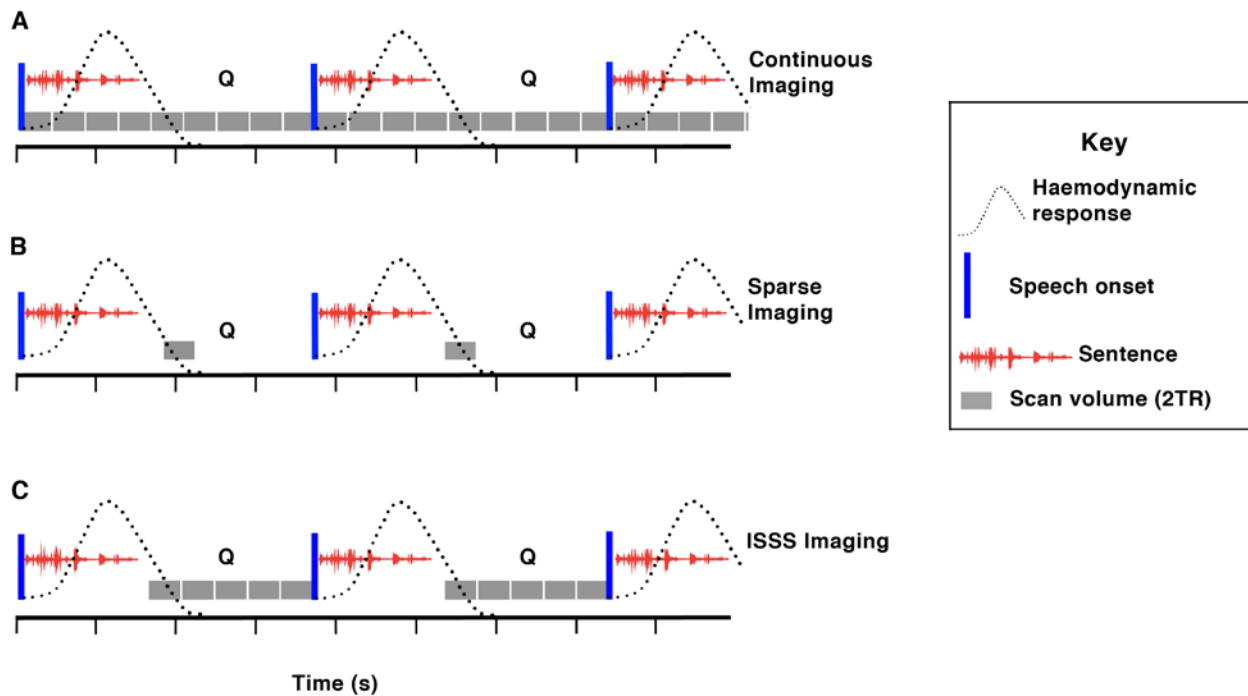 A
Q
Q
Continuous
Imaging
B
Q
Q
Sparse
Imaging
C
Q
Q
ISSS Imaging
Time (s)
Key
Haemodynamic
response
Speech onset
Sentence
Scan volume (2TR)